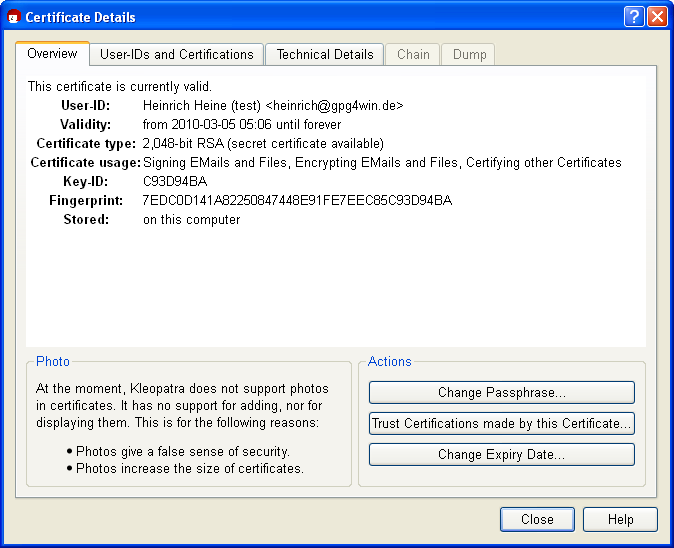 Certificate Details
Overview
User-IDs and Certifications
Technical Details
Chain
Dump
This certificate is currently valid.
User-ID: Heinrich Heine (test) <heinrich@gpg4win.de>
Validity: from 2010-03-05 05:06 until forever
Certificate type: 2,048-bit RSA (secret certificate available)
Certificate usage: Signing EMails and Files, Encrypting EMails and Files, Certifying other Certificates
Key-ID: C93D94BA
Fingerprint: 7EDC0D141A82250847448E91FE7EEC85C93D94BA
Stored: on this computer
Photo
At the moment, Kleopatra does not support photos
in certificates. It has no support for adding, nor for
displaying them. This is for the following reasons:
• Photos give a false sense of security.
• Photos increase the size of certificates.
Actions
Change Passphrase...
Trust Certifications made by this Certificate...
Change Expiry Date...
Close
Help